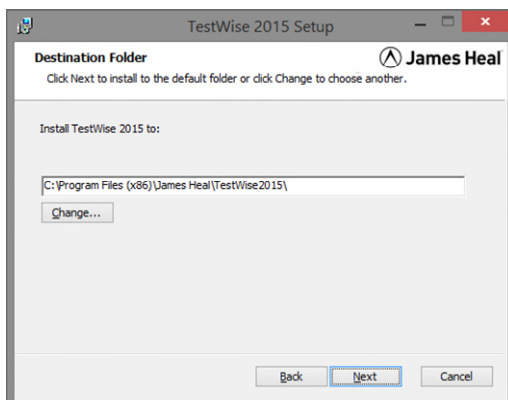 TestWise 2015 Setup
Destination Folder
James Heal
Click Next to install to the default folder or click Change to choose another.
Install TestWise 2015 to:
C:\Program Files (x86)\James Heal\TestWise2015\
Change...
Back
Next
Cancel